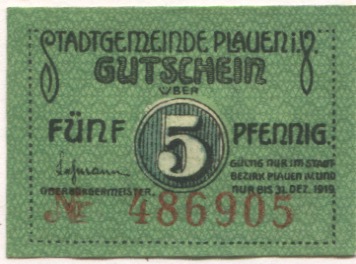 STADTGEMEINDE PLAUEN i.V.
GUTSCHEIN
ÜBER
FÜNF 5 PFENNIG.
GÜLTIG NUR IM STADT
BEZIRK PLAUEN i.V. UND
OBERBÜRGERMEISTER. NUR BIS 31. DEZ. 1919
№ 486905